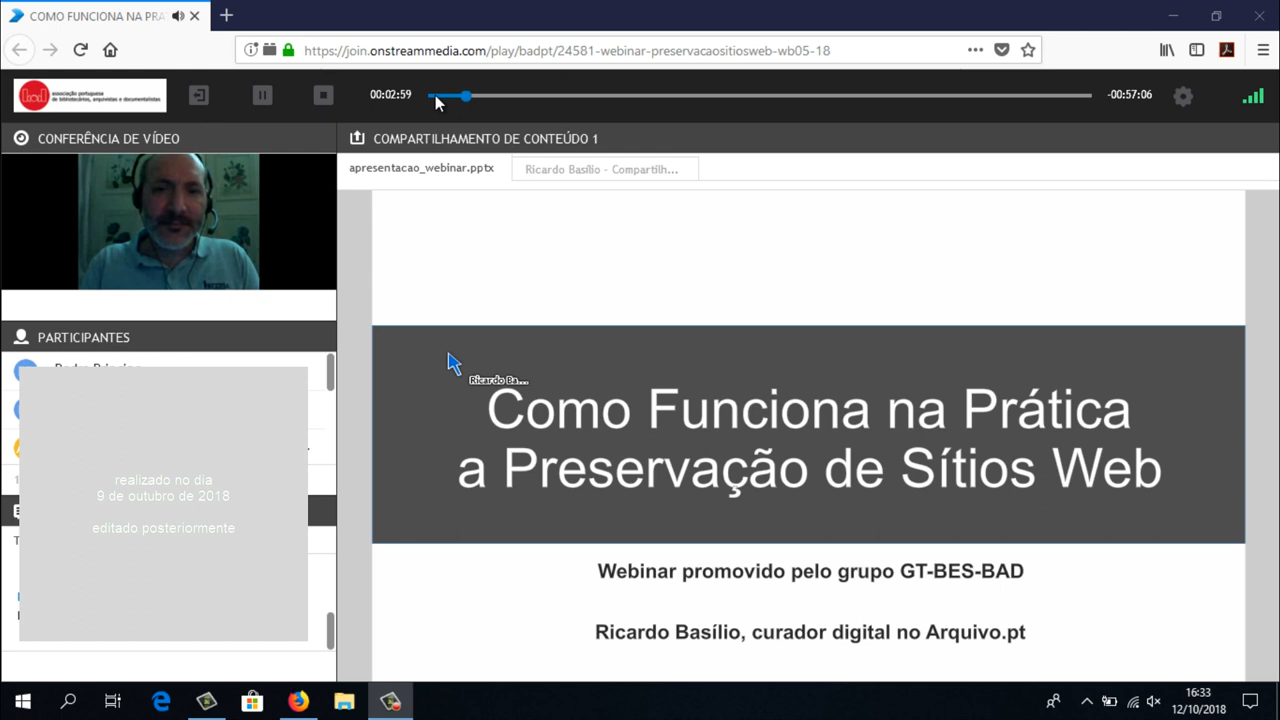 COMO FUNCIONA NA PRA
https://join.onstreammedia.com/play/badpt/24581-webinar-preservacaositiosweb-wb05-18
associação portuguesa
de bibliotecários, arquivistas e documentalistas
00:02:59
-00:57:06
CONFERÊNCIA DE VÍDEO
COMPARTILHAMENTO DE CONTEÚDO 1
apresentacao_webinar.pptx
Ricardo Basílio - Compartilh...
PARTICIPANTES
Ricardo Ba...
Como Funciona na Prática
a Preservação de Sítios Web
realizado no dia
9 de outubro de 2018
editado posteriormente
Webinar promovido pelo grupo GT-BES-BAD
Ricardo Basílio, curador digital no Arquivo.pt
16:33
12/10/2018